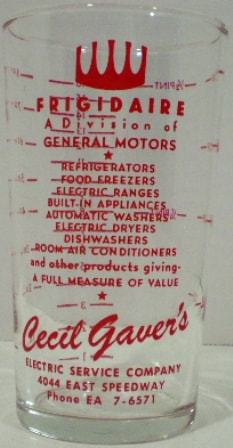 FRIGIDAIRE
A Division of
GENERAL MOTORS
REFRIGERATORS
FOOD FREEZERS
ELECTRIC RANGES
BUILT-IN APPLIANCES
AUTOMATIC WASHERS
ELECTRIC DRYERS
DISHWASHERS
ROOM AIR CONDITIONERS
and other products giving-
A FULL MEASURE OF VALUE
Cecil Gaver's
ELECTRIC SERVICE COMPANY
4044 EAST SPEEDWAY
Phone EA 7-6571